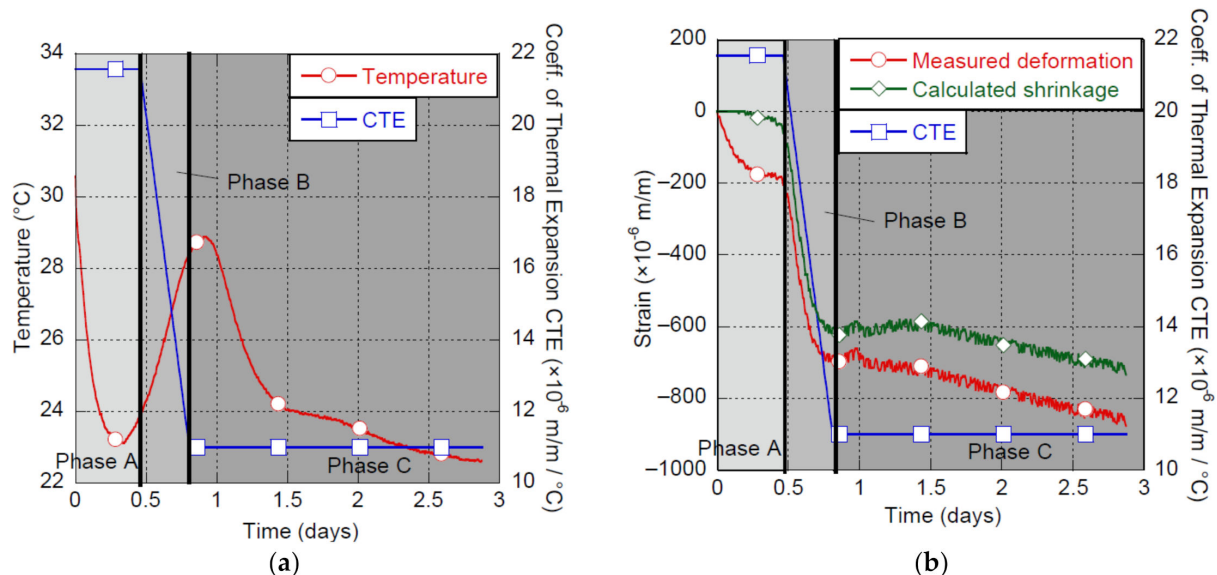 34
32
30
28
26
24
22
Temperature (°C)
22
20
18
16
14
12
10
Coeff. of Thermal Expansion CTE (×10⁻⁶ m/m / °C)
Temperature
CTE
Phase A
Phase B
Phase C
0
0.5
1
1.5
2
2.5
3
Time (days)
(a)
200
0
−200
−400
−600
−800
−1000
Strain (×10⁻⁶ m/m)
22
20
18
16
14
12
10
Coeff. of Thermal Expansion CTE (×10⁻⁶ m/m / °C)
Measured deformation
Calculated shrinkage
CTE
Phase A
Phase B
Phase C
0
0.5
1
1.5
2
2.5
3
Time (days)
(b)